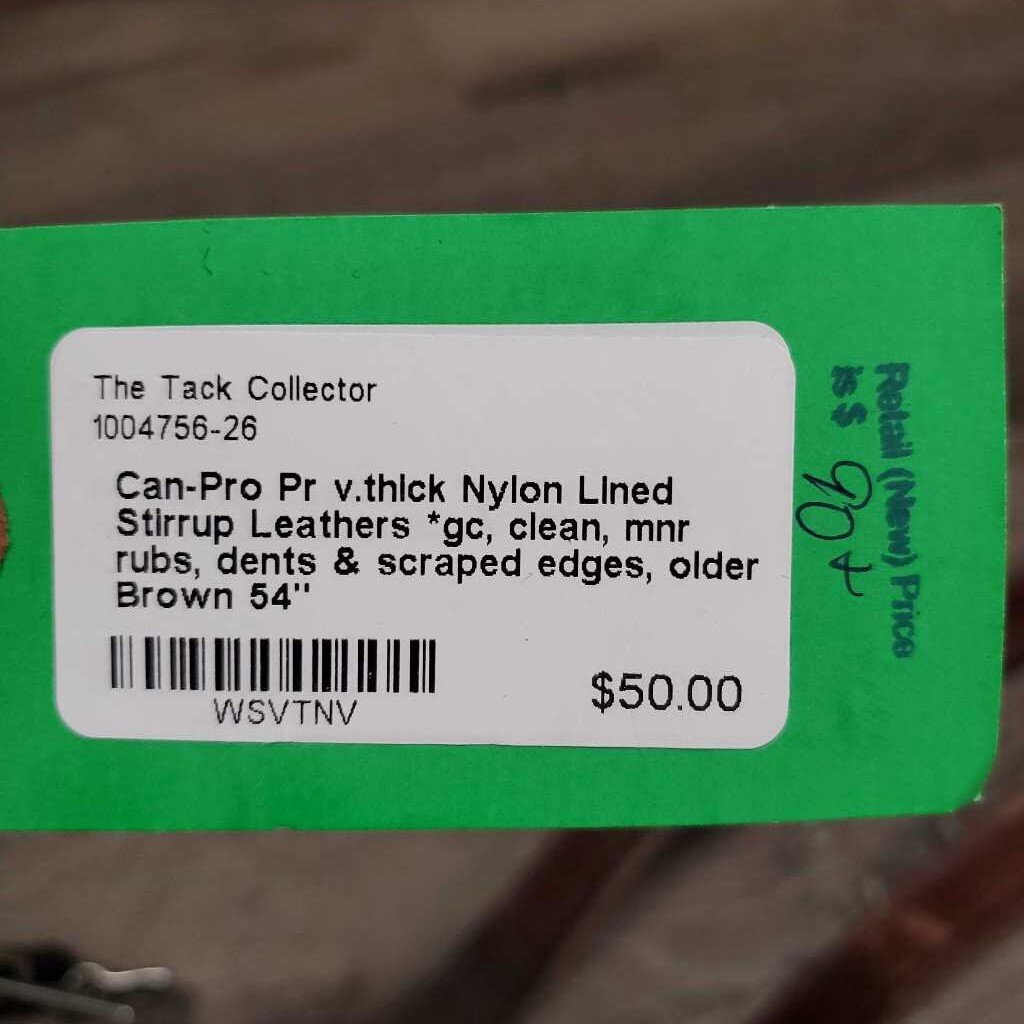 The Tack Collector
1004756-26
Can-Pro Pr v.thick Nylon Lined
Stirrup Leathers *gc, clean, mnr
rubs, dents & scraped edges, older
Brown 54"
WSVTNV
$50.00
Retail (New) Price
is $ 90+